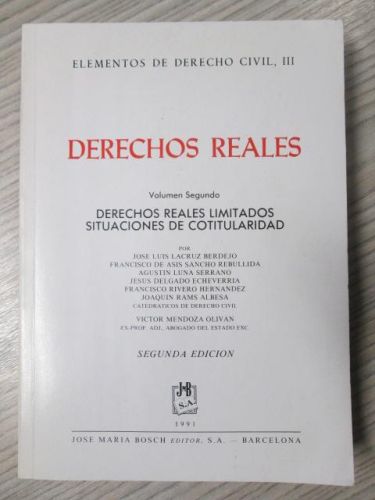 ELEMENTOS DE DERECHO CIVIL, III
DERECHOS REALES
Volumen Segundo
DERECHOS REALES LIMITADOS
SITUACIONES DE COTITULARIDAD
POR
JOSE LUIS LACRUZ BERDEJO
FRANCISCO DE ASIS SANCHO REBULLIDA
AGUSTIN LUNA SERRANO
JESUS DELGADO ECHEVERRIA
FRANCISCO RIVERO HERNANDEZ
JOAQUIN RAMS ALBESA
CATEDRATICOS DE DERECHO CIVIL
VICTOR MENDOZA OLIVAN
EX-PROF. ADJ., ABOGADO DEL ESTADO EXC.
SEGUNDA EDICION
J B
S.A.
1991
JOSE MARIA BOSCH EDITOR, S.A. — BARCELONA